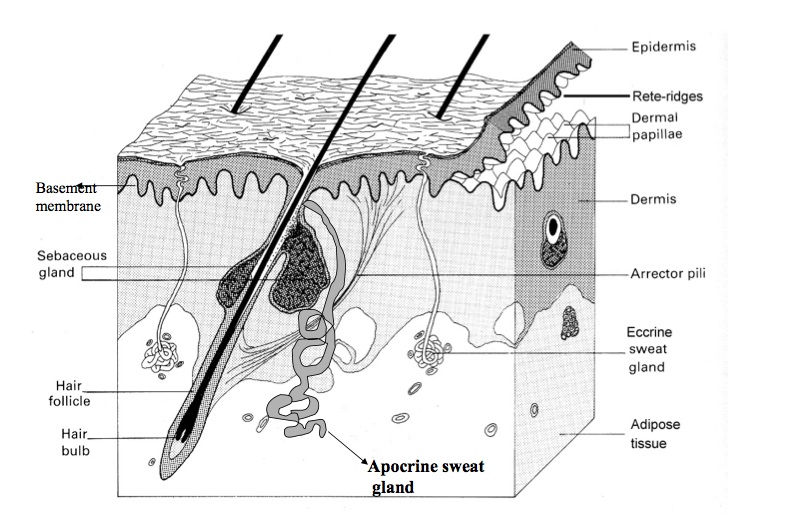 Epidermis
Rete-ridges
Dermal
papillae
Basement
membrane
Dermis
Sebaceous
gland
Arrector pili
Eccrine
sweat
gland
Hair
follicle
Hair
bulb
Adipose
tissue
Apocrine sweat
gland